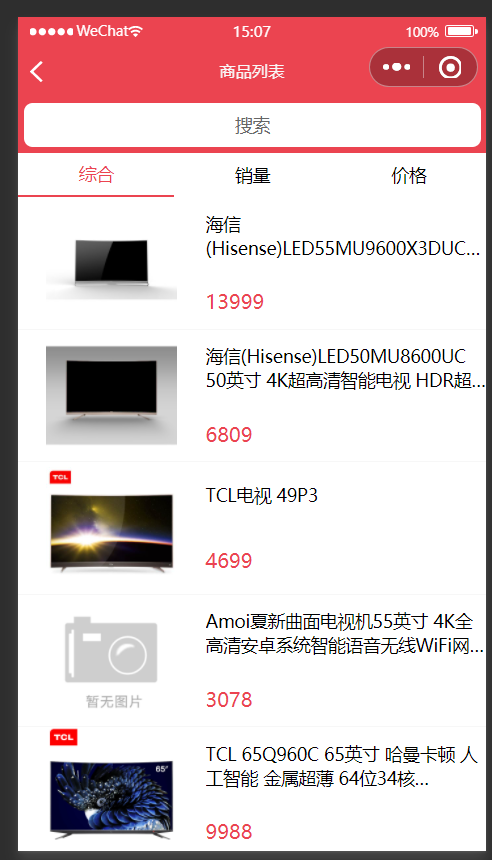 WeChat 15:07 100%
商品列表
搜索
综合 销量 价格
海信
(Hisense)LED55MU9600X3DUC...
13999
海信(Hisense)LED50MU8600UC
50英寸 4K超高清智能电视 HDR超...
6809
TCL
TCL电视 49P3
4699
Amoi夏新曲面电视机55英寸 4K全
高清安卓系统智能语音无线WiFi网...
暂无图片
3078
TCL
65"
TCL 65Q960C 65英寸 哈曼卡顿 人
工智能 金属超薄 64位34核...
9988